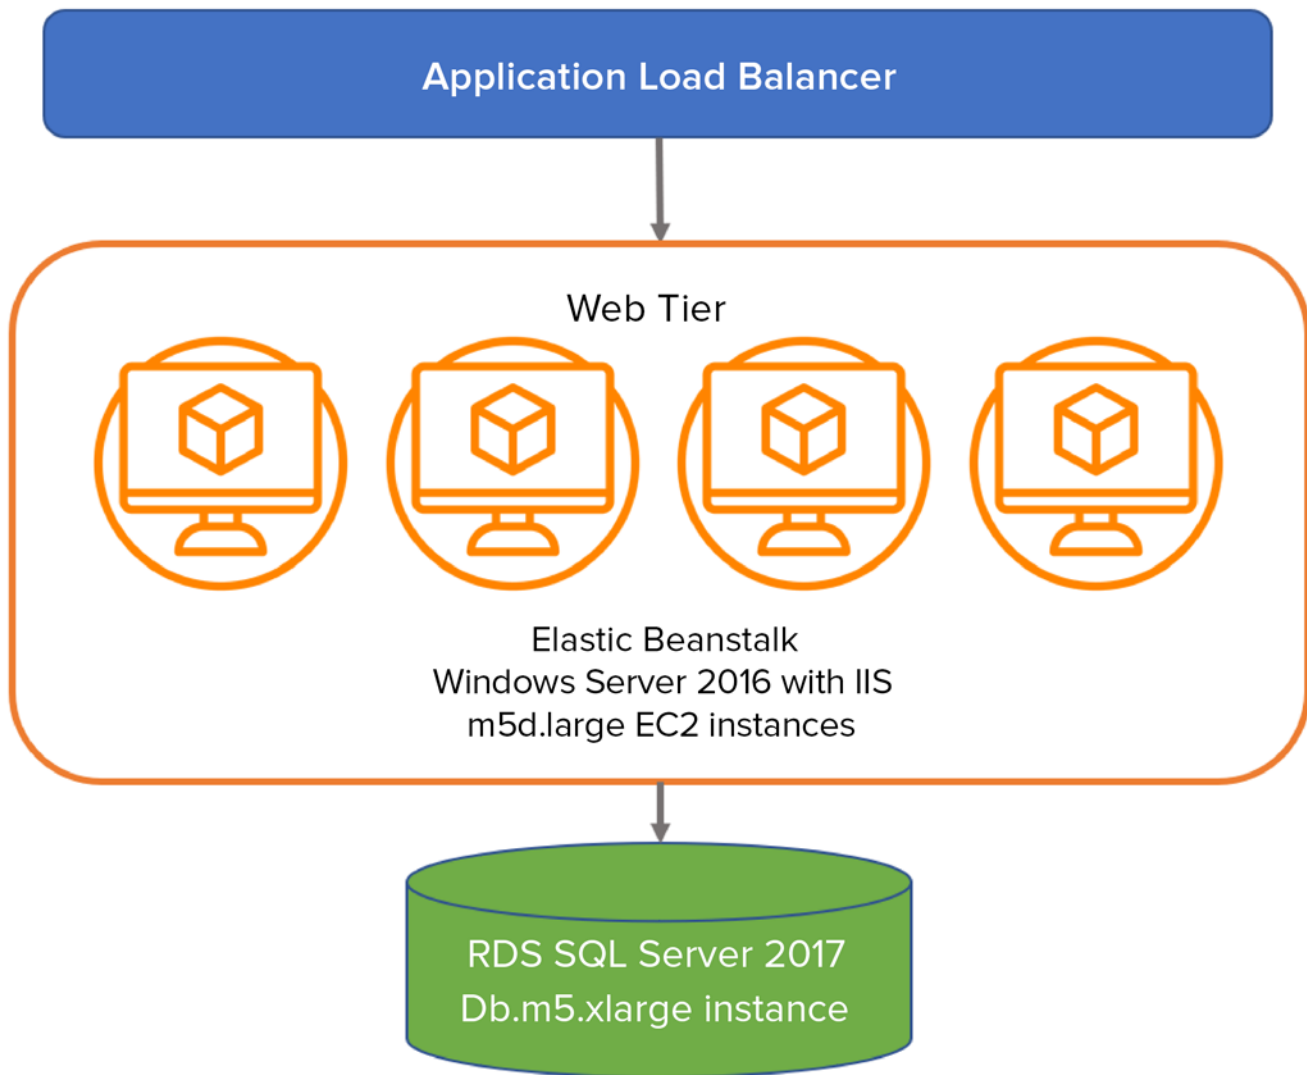 Application Load Balancer
Web Tier
Elastic Beanstalk
Windows Server 2016 with IIS
m5d.large EC2 instances
RDS SQL Server 2017
Db.m5.xlarge instance